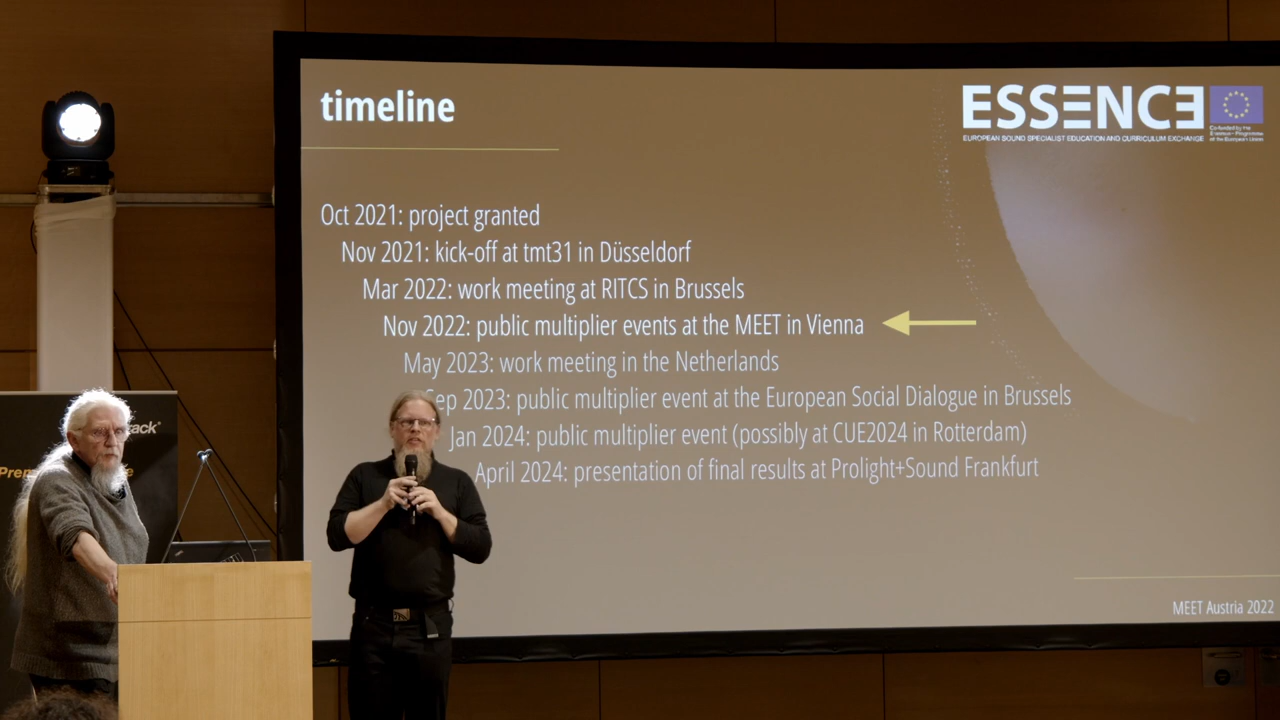 timeline
ESSENCE
EUROPEAN SOUND SPECIALIST EDUCATION AND CURRICULUM EXCHANGE
Co-funded by the
Erasmus+ Programme
of the European Union
Oct 2021: project granted
Nov 2021: kick-off at tmt31 in Düsseldorf
Mar 2022: work meeting at RITCS in Brussels
Nov 2022: public multiplier events at the MEET in Vienna
May 2023: work meeting in the Netherlands
Sep 2023: public multiplier event at the European Social Dialogue in Brussels
Jan 2024: public multiplier event (possibly at CUE2024 in Rotterdam)
April 2024: presentation of final results at Prolight+Sound Frankfurt
MEET Austria 2022